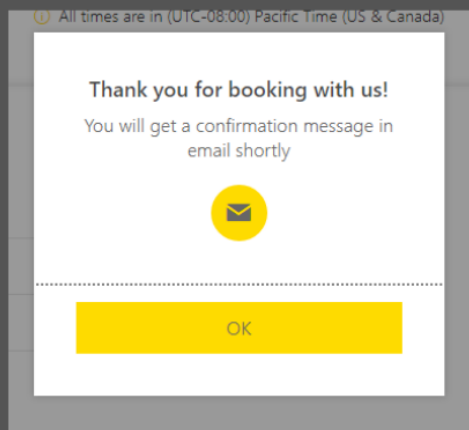 All times are in (UTC-08:00) Pacific Time (US & Canada)
Thank you for booking with us!
You will get a confirmation message in
email shortly
OK